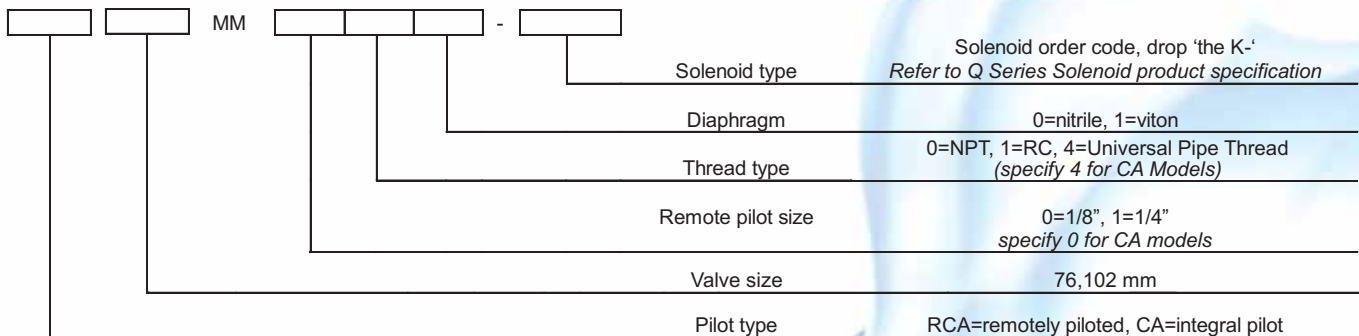 MM -
Solenoid order code, drop ‘the K-‘
Solenoid type Refer to Q Series Solenoid product specification
Diaphragm 0=nitrile, 1=viton
0=NPT, 1=RC, 4=Universal Pipe Thread
Thread type (specify 4 for CA Models)
Remote pilot size 0=1/8”, 1=1/4”
specify 0 for CA models
Valve size 76,102 mm
Pilot type RCA=remotely piloted, CA=integral pilot